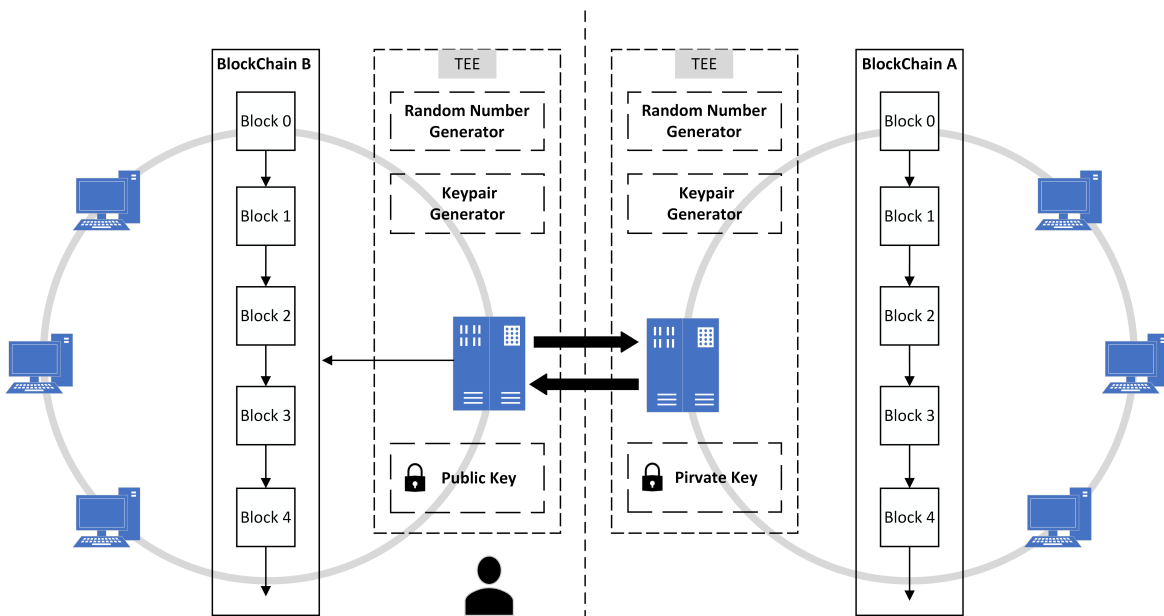 BlockChain B
Block 0
Block 1
Block 2
Block 3
Block 4
TEE
Random Number
Generator
Keypair
Generator
Public Key
TEE
Random Number
Generator
Keypair
Generator
Pirvate Key
BlockChain A
Block 0
Block 1
Block 2
Block 3
Block 4